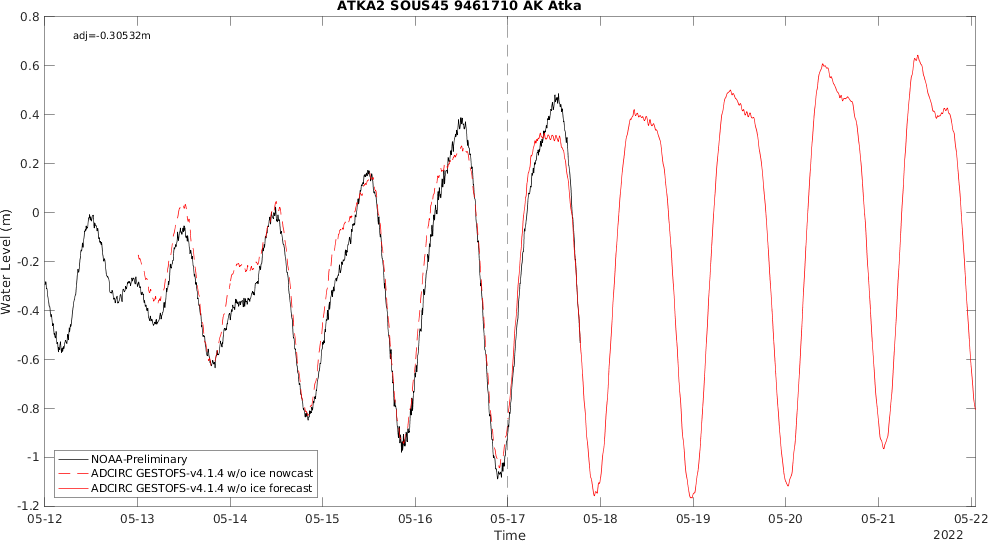 ATKA2 SOUS45 9461710 AK Atka
adj=-0.30532m
0.8
0.6
0.4
0.2
0
-0.2
-0.4
-0.6
-0.8
-1
-1.2
Water Level (m)
NOAA-Preliminary
ADCIRC GESTOFS-v4.1.4 w/o ice nowcast
ADCIRC GESTOFS-v4.1.4 w/o ice forecast
05-12 05-13 05-14 05-15 05-16 05-17 05-18 05-19 05-20 05-21 05-22
Time
2022